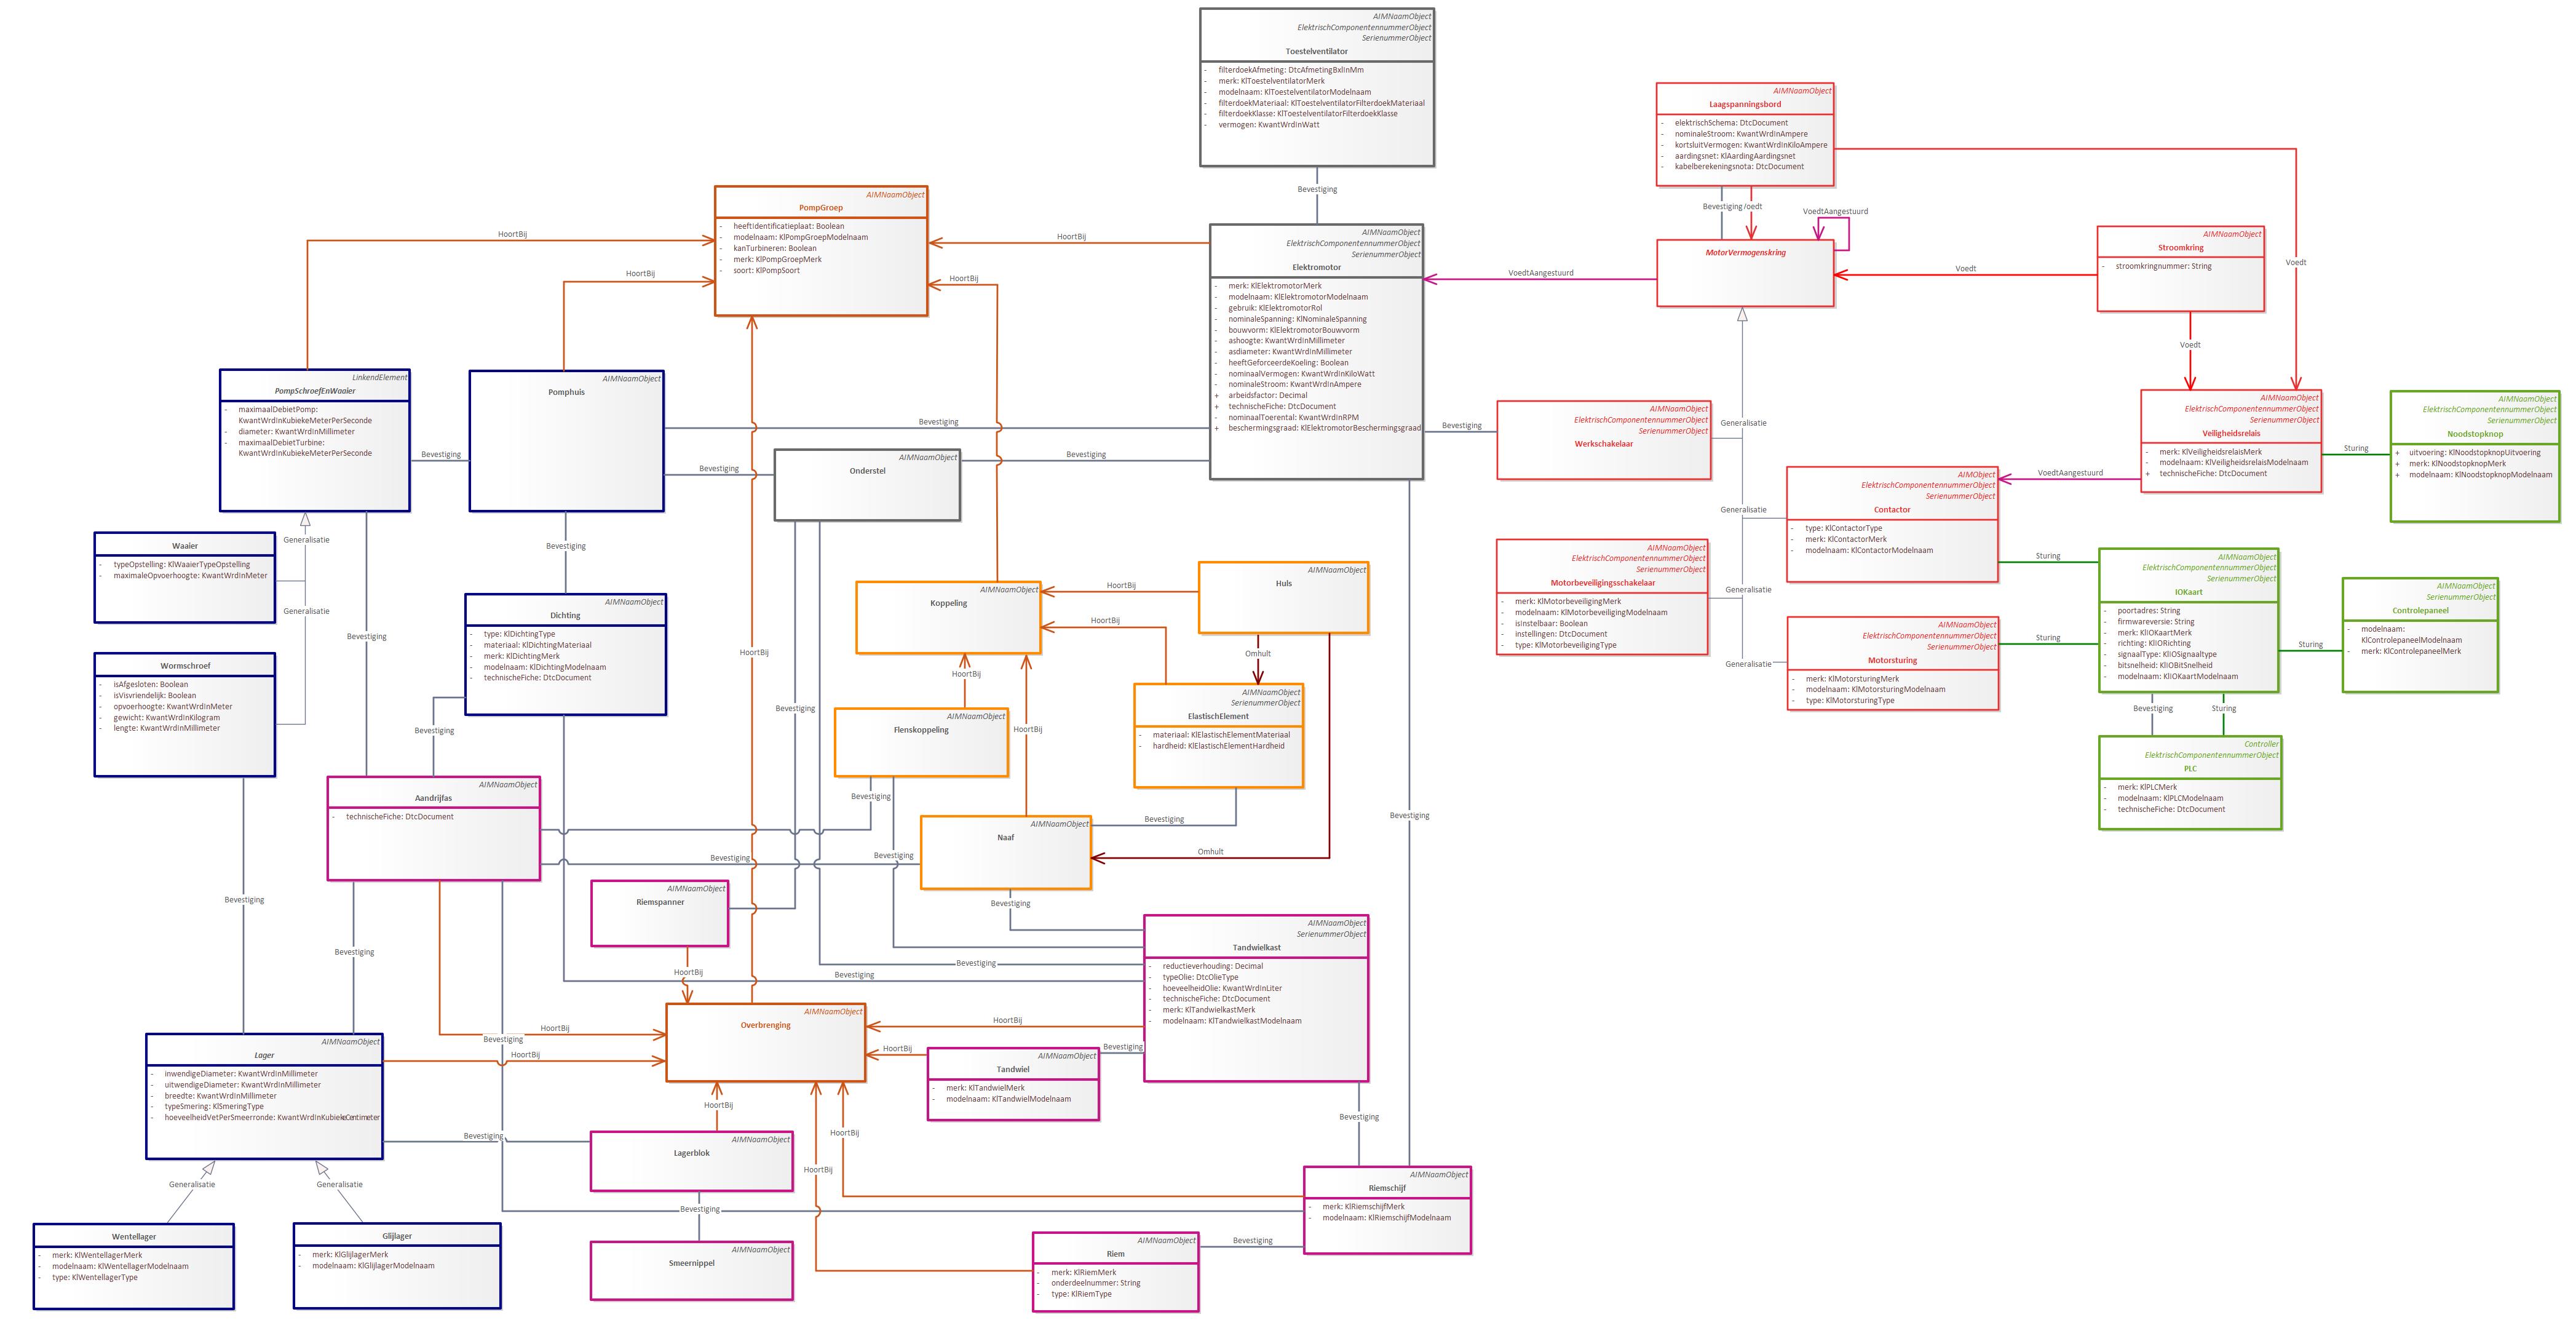 AIMNaamObject
ElektrischComponentennummerObject
SerienummerObject
Toestelventilator
- filterdoekAfmeting: DtcAfmetingBxlInMm
- merk: KlToestelventilatorMerk
- modelnaam: KlToestelventilatorModelnaam
- filterdoekMateriaal: KlToestelventilatorFilterdoekMateriaal
- filterdoekKlasse: KlToestelventilatorFilterdoekKlasse
- vermogen: KwantWrdInWatt
Bevestiging
AIMNaamObject
Laagspanningsbord
- elektrischSchema: DtcDocument
- nominaleStroom: KwantWrdInAmpere
- kortsluitVermogen: KwantWrdInKiloAmpere
- aardingsnet: KlAardingAardingsnet
- kabelberekeningsnota: DtcDocument
Bevestiging/oedt
VoedtAangestuurd
Voedt
AIMNaamObject
PompGroep
- heeftIdentificatieplaat: Boolean
- modelnaam: KlPompGroepModelnaam
- kanTurbineren: Boolean
- merk: KlPompGroepMerk
- soort: KlPompSoort
HoortBij
HoortBij
HoortBij
HoortBij
AIMNaamObject
ElektrischComponentennummerObject
SerienummerObject
Elektromotor
- merk: KlElektromotorMerk
- modelnaam: KlElektromotorModelnaam
- gebruik: KlElektromotorRol
- nominaleSpanning: KlNominaleSpanning
- bouwvorm: KlElektromotorBouwvorm
- ashoogte: KwantWrdInMillimeter
- asdiameter: KwantWrdInMillimeter
- heeftGeforceerdeKoeling: Boolean
- nominaalVermogen: KwantWrdInKiloWatt
- nominaleStroom: KwantWrdInAmpere
+ arbeidsfactor: Decimal
+ technischeFiche: DtcDocument
- nominaalToerental: KwantWrdInRPM
+ beschermingsgraad: KlElektromotorBeschermingsgraad
VoedtAangestuurd
MotorVermogenskring
Voedt
AIMNaamObject
Stroomkring
- stroomkringnummer: String
Voedt
LinkendElement
PompSchroefEnWaaier
- maximaalDebietPomp:
KwantWrdInKubiekeMeterPerSeconde
- diameter: KwantWrdInMillimeter
- maximaalDebietTurbine:
KwantWrdInKubiekeMeterPerSeconde
Bevestiging
AIMNaamObject
Pomphuis
Bevestiging
Bevestiging
AIMNaamObject
Onderstel
Bevestiging
Bevestiging
AIMNaamObject
ElektrischComponentennummerObject
SerienummerObject
Werkschakelaar
Generalisatie
AIMNaamObject
ElektrischComponentennummerObject
SerienummerObject
Veiligheidsrelais
- merk: KlVeiligheidsrelaisMerk
- modelnaam: KlVeiligheidsrelaisModelnaam
+ technischeFiche: DtcDocument
Sturing
AIMNaamObject
ElektrischComponentennummerObject
SerienummerObject
Noodstopknop
+ uitvoering: KlNoodstopknopUitvoering
+ merk: KlNoodstopknopMerk
+ modelnaam: KlNoodstopknopModelnaam
VoedtAangestuurd
AIMObject
ElektrischComponentennummerObject
SerienummerObject
Contactor
- type: KlContactorType
- merk: KlContactorMerk
- modelnaam: KlContactorModelnaam
Generalisatie
Sturing
Generalisatie
Waaier
- typeOpstelling: KlWaaierTypeOpstelling
- maximaleOpvoerhoogte: KwantWrdInMeter
Generalisatie
Bevestiging
Bevestiging
AIMNaamObject
Dichting
- type: KlDichtingType
- materiaal: KlDichtingMateriaal
- merk: KlDichtingMerk
- modelnaam: KlDichtingModelnaam
- technischeFiche: DtcDocument
AIMNaamObject
Koppeling
HoortBij
AIMNaamObject
Huls
HoortBij
Omhult
AIMNaamObject
ElektrischComponentennummerObject
SerienummerObject
Motorbeveiligingsschakelaar
- merk: KlMotorbeveiligingMerk
- modelnaam: KlMotorbeveiligingModelnaam
- isInstelbaar: Boolean
- instellingen: DtcDocument
- type: KlMotorbeveiligingType
Generalisatie
AIMNaamObject
ElektrischComponentennummerObject
SerienummerObject
Motorsturing
- merk: KlMotorsturingMerk
- modelnaam: KlMotorsturingModelnaam
- type: KlMotorsturingType
Generalisatie
Sturing
AIMNaamObject
ElektrischComponentennummerObject
SerienummerObject
IOKaart
- poortadres: String
- firmwareversie: String
- merk: KlIOKaartMerk
- richting: KlIORichting
- signaalType: KlIOSignaaltype
- bitsnelheid: KlIOBitSnelheid
- modelnaam: KlIOKaartModelnaam
Sturing
AIMNaamObject
SerienummerObject
Controlepaneel
- modelnaam:
KlControlepaneelModelnaam
- merk: KlControlepaneelMerk
Bevestiging
Sturing
Controller
ElektrischComponentennummerObject
PLC
- merk: KlPLCMerk
- modelnaam: KlPLCModelnaam
- technischeFiche: DtcDocument
Wormschroef
- isAfgesloten: Boolean
- isVisvriendelijk: Boolean
- opvoerhoogte: KwantWrdInMeter
- gewicht: KwantWrdInKilogram
- lengte: KwantWrdInMillimeter
Bevestiging
HoortBij
Bevestiging
HoortBij
HoortBij
AIMNaamObject
Flenskoppeling
AIMNaamObject
SerienummerObject
ElastischElement
- materiaal: KlElastischElementMateriaal
- hardheid: KlElastischElementHardheid
AIMNaamObject
Aandrijfas
- technischeFiche: DtcDocument
Bevestiging
Bevestiging
Bevestiging
Bevestiging
AIMNaamObject
Naaf
Bevestiging
Omhult
Bevestiging
Bevestiging
Bevestiging
Bevestiging
AIMNaamObject
Riemspanner
HoortBij
AIMNaamObject
SerienummerObject
Tandwielkast
- reductieverhouding: Decimal
- typeOlie: DtcOlieType
- hoeveelheidOlie: KwantWrdInLiter
- technischeFiche: DtcDocument
- merk: KlTandwielkastMerk
- modelnaam: KlTandwielkastModelnaam
Bevestiging
Bevestiging
AIMNaamObject
Overbrenging
HoortBij
HoortBij
HoortBij
Bevestiging
HoortBij
Bevestiging
AIMNaamObject
Tandwiel
- merk: KlTandwielMerk
- modelnaam: KlTandwielModelnaam
AIMNaamObject
Lager
- inwendigeDiameter: KwantWrdInMillimeter
- uitwendigeDiameter: KwantWrdInMillimeter
- breedte: KwantWrdInMillimeter
- typeSmering: KlSmeringType
- hoeveelheidVetPerSmeerronde: KwantWrdInKubiekeCentimeter
Bevestiging
HoortBij
HoortBij
HoortBij
Bevestiging
AIMNaamObject
Lagerblok
Generalisatie
Generalisatie
Bevestiging
AIMNaamObject
Riemschijf
- merk: KlRiemschijfMerk
- modelnaam: KlRiemschijfModelnaam
Bevestiging
Wentellager
- merk: KlWentellagerMerk
- modelnaam: KlWentellagerModelnaam
- type: KlWentellagerType
Glijlager
- merk: KlGlijlagerMerk
- modelnaam: KlGlijlagerModelnaam
AIMNaamObject
Smeernippel
AIMNaamObject
Riem
- merk: KlRiemMerk
- onderdeelnummer: String
- type: KlRiemType